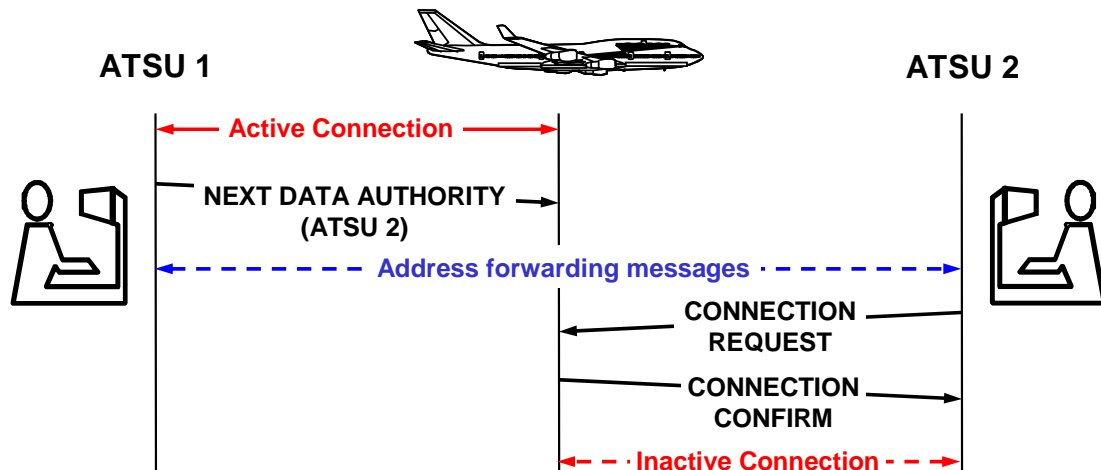 ATSU 1
ATSU 2
Active Connection
NEXT DATA AUTHORITY
(ATSU 2)
Address forwarding messages
CONNECTION
REQUEST
CONNECTION
CONFIRM
Inactive Connection